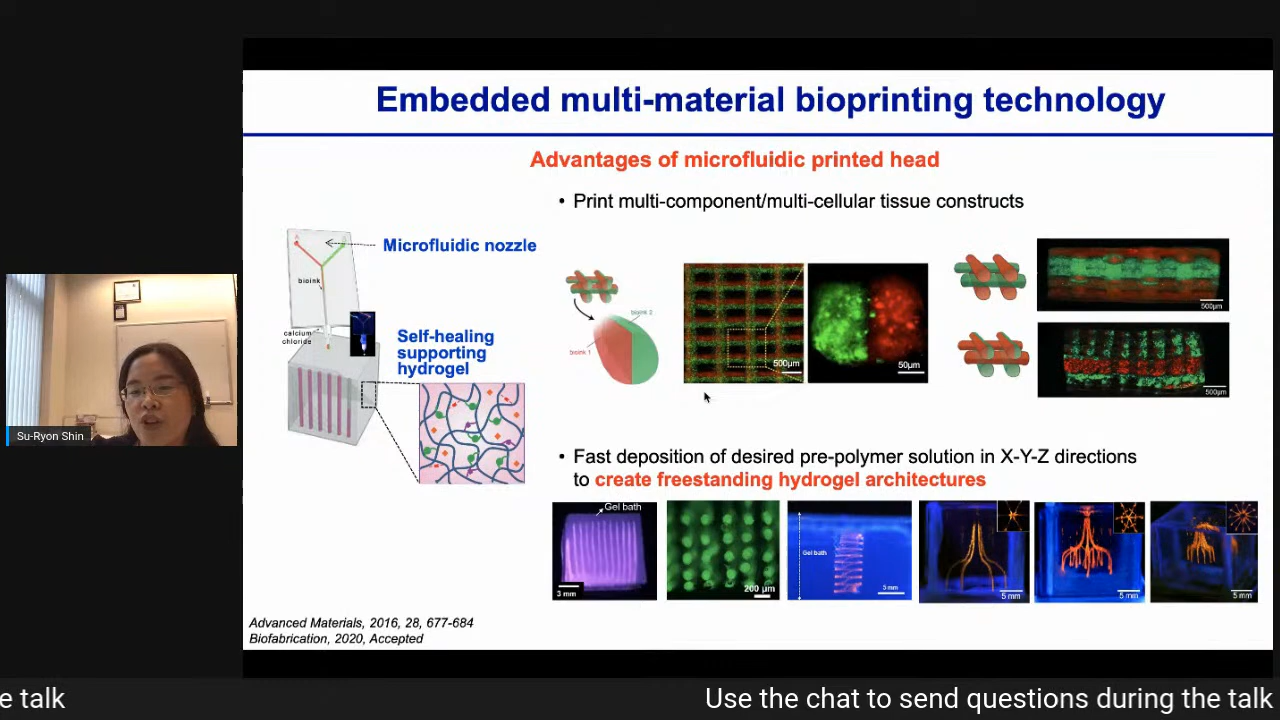 Embedded multi-material bioprinting technology
Advantages of microfluidic printed head
• Print multi-component/multi-cellular tissue constructs
Microfluidic nozzle
bioink
calcium
chloride
Self-healing
supporting
hydrogel
bioink 2
bioink 1
500µm
50µm
500µm
500µm
• Fast deposition of desired pre-polymer solution in X-Y-Z directions
to create freestanding hydrogel architectures
Gel bath
3 mm
200 µm
Gel bath
5 mm
5 mm
5 mm
5 mm
Advanced Materials, 2016, 28, 677-684
Biofabrication, 2020, Accepted
Su-Ryon Shin
e talk
Use the chat to send questions during the talk